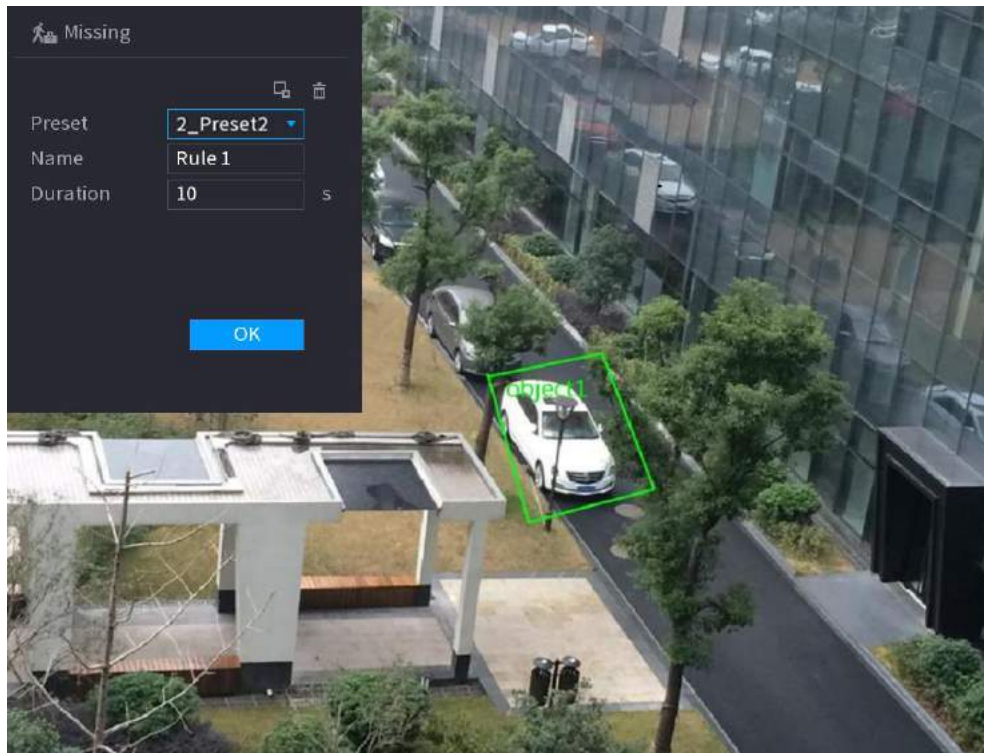 Missing
Preset 2_Preset2
Name Rule 1
Duration 10 s
OK
object1